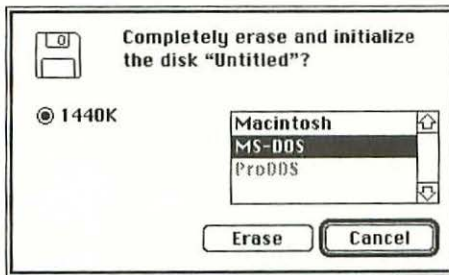 Completely erase and initialize
the disk “Untitled”?
1440K
Macintosh
MS-DOS
ProDOS
Erase
Cancel